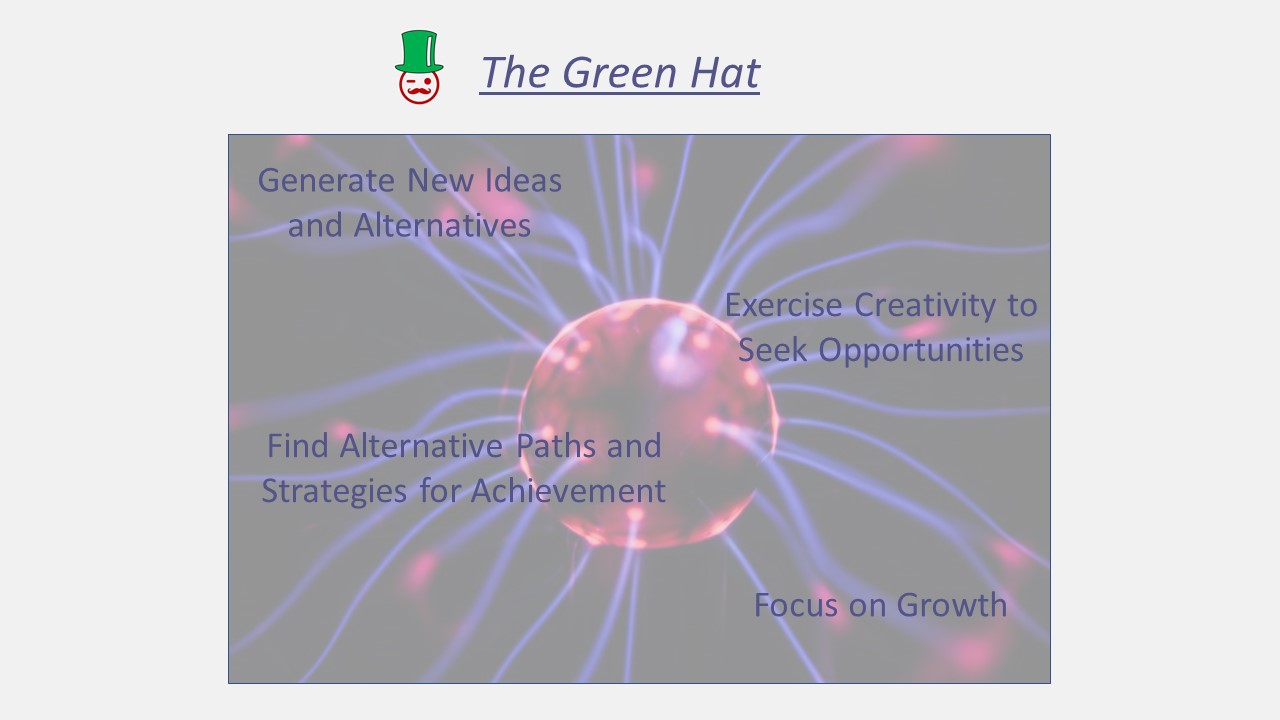 The Green Hat
Generate New Ideas
and Alternatives
Exercise Creativity to
Seek Opportunities
Find Alternative Paths and
Strategies for Achievement
Focus on Growth